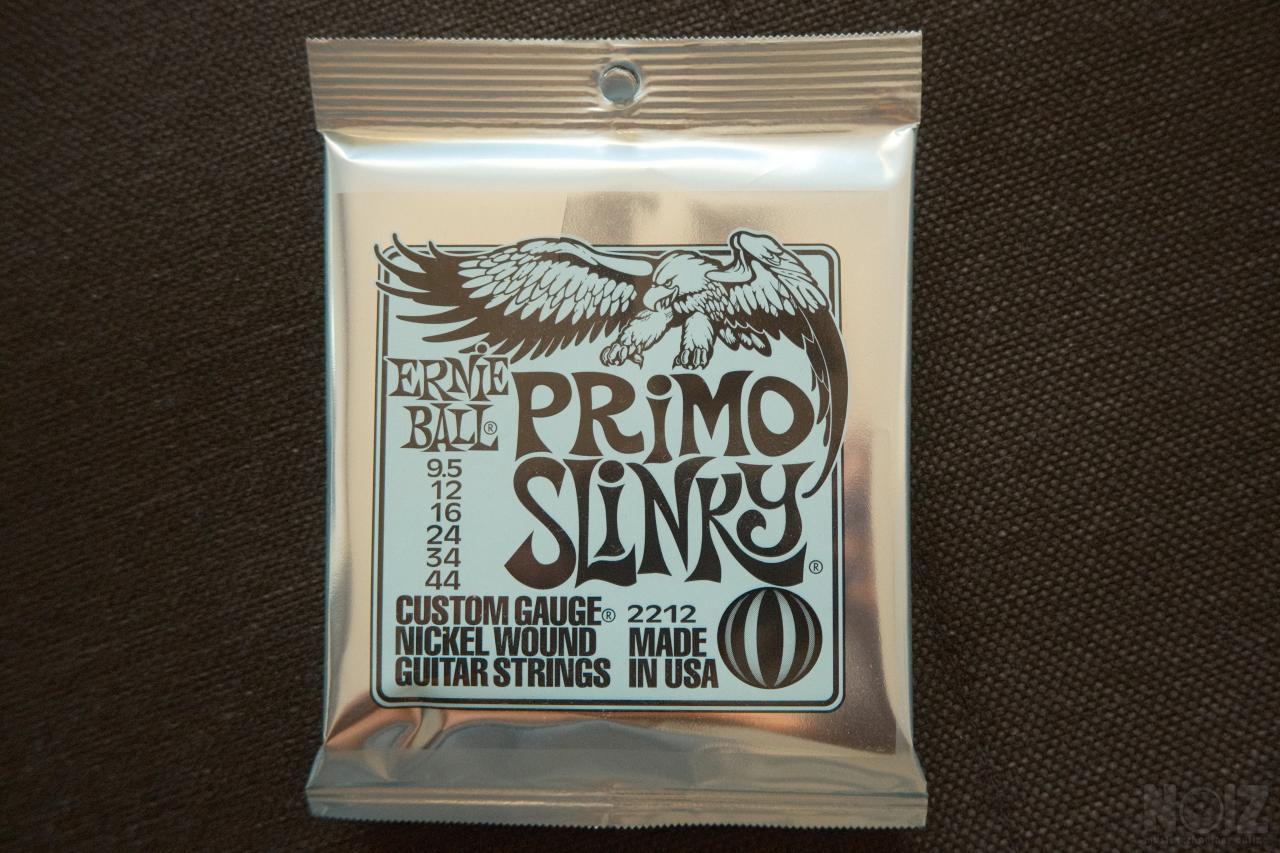 ERNiE
BALL®
PRiMO
SLiNKY®
9.5
12
16
24
34
44
CUSTOM GAUGE® 2212
NICKEL WOUND
GUITAR STRINGS
MADE
IN USA
NOIZ